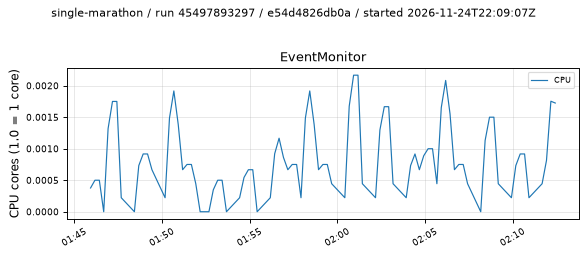 single-marathon / run 45497893297 / e54d4826db0a / started 2026-11-24T22:09:07Z
EventMonitor
CPU
CPU cores (1.0 = 1 core)
0.0020
0.0015
0.0010
0.0005
0.0000
01:45
01:50
01:55
02:00
02:05
02:10